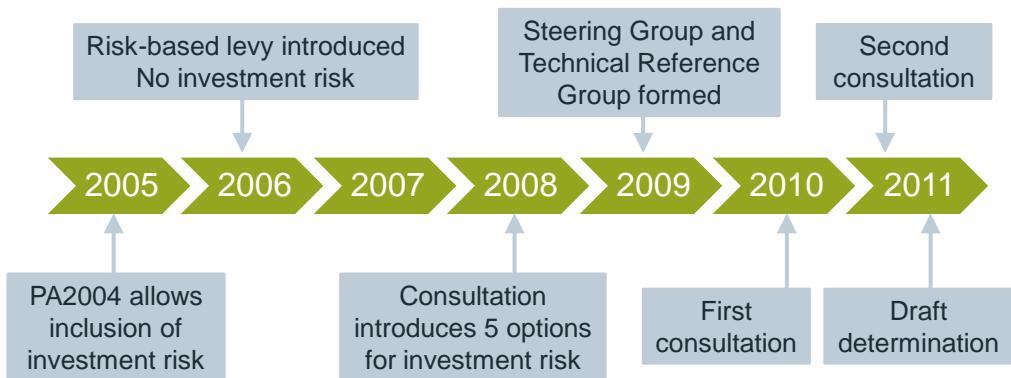 Risk-based levy introduced
No investment risk
Steering Group and
Technical Reference
Group formed
Second
consultation
2005
2006
2007
2008
2009
2010
2011
PA2004 allows
inclusion of
investment risk
Consultation
introduces 5 options
for investment risk
First
consultation
Draft
determination